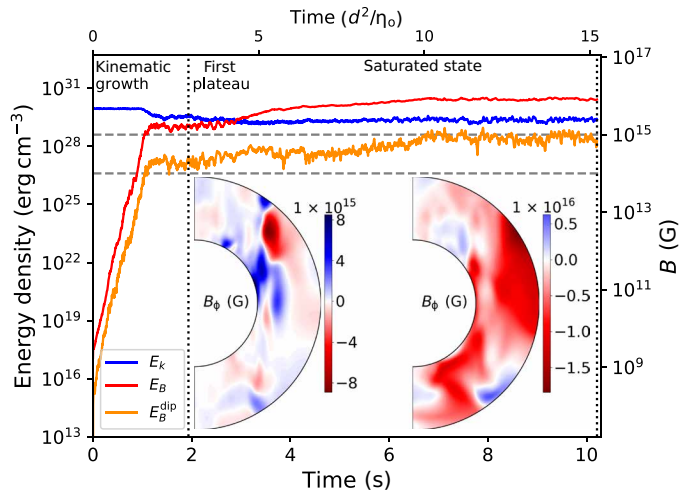 Time (d²/ηₒ)
0 5 10 15
Kinematic growth
First plateau
Saturated state
Energy density (erg cm⁻³)
10³¹
10²⁸
10²⁵
10²²
10¹⁹
10¹⁶
10¹³
10¹⁷
10¹⁵
10¹³
10¹¹
10⁹
B (G)
1 × 10¹⁵
8
4
0
−4
−8
B_ϕ (G)
1 × 10¹⁶
0.5
0.0
−0.5
−1.0
−1.5
B_ϕ (G)
E_k
E_B
E_B^dip
0 2 4 6 8 10
Time (s)